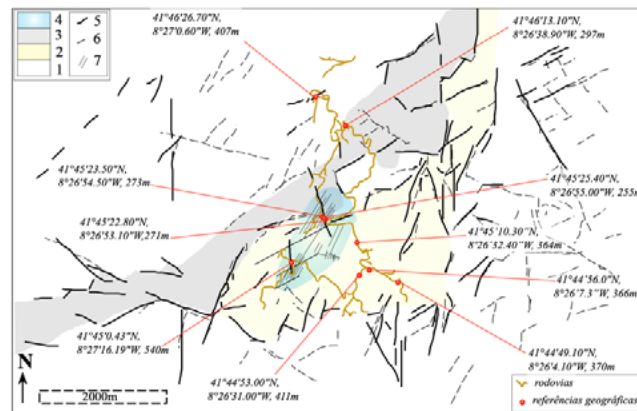 4
3
2
1
5
6
7
41°46'26.70"N,
8°27'0.60"W, 407m
41°46'13.10"N,
8°26'38.90"W, 297m
41°45'23.50"N,
8°26'54.50"W, 273m
41°45'25.40"N,
8°26'55.00"W, 255m
41°45'22.80"N,
8°26'53.10"W,271m
41°45'10.30"N,
8°26'32.40"W, 364m
41°44'56.0"N,
8°26'7.3"W, 366m
41°45'0.43"N,
8°27'16.19"W, 540m
41°44'49.10"N,
8°26'4.10"W, 370m
41°44'53.00"N,
8°26'31.00"W, 411m
N
2000m
rodovias
referências geográficas